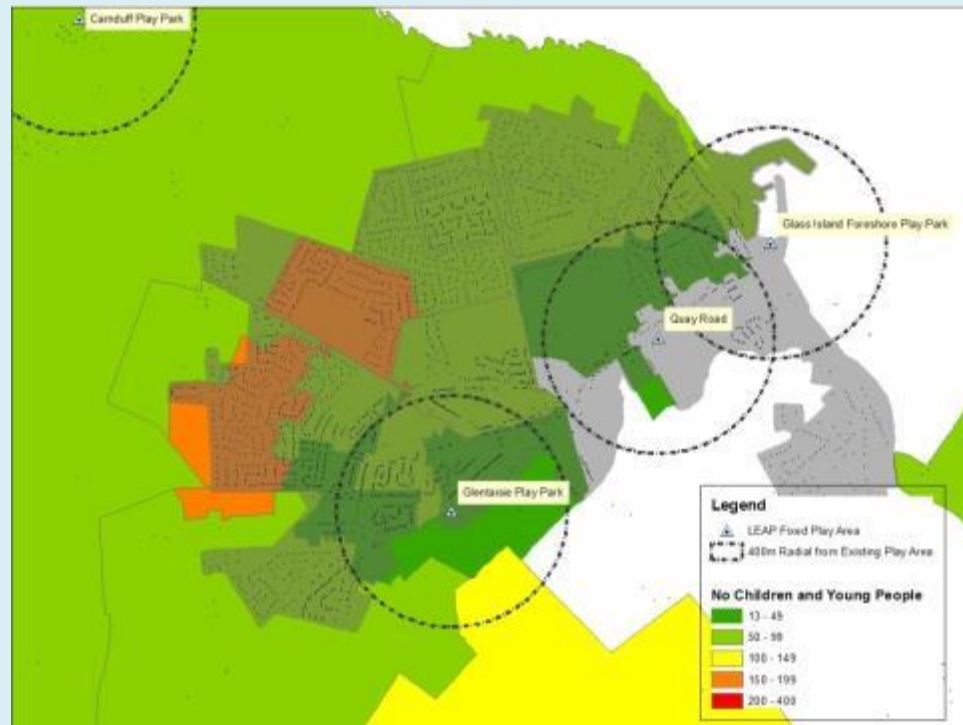 Carnduff Play Park
Glass Island Foreshore Play Park
Quay Road
Glentaisie Play Park
Legend
LEAP Fixed Play Area
400m Radial from Existing Play Area
No Children and Young People
13 - 49
50 - 99
100 - 149
150 - 199
200 - 400